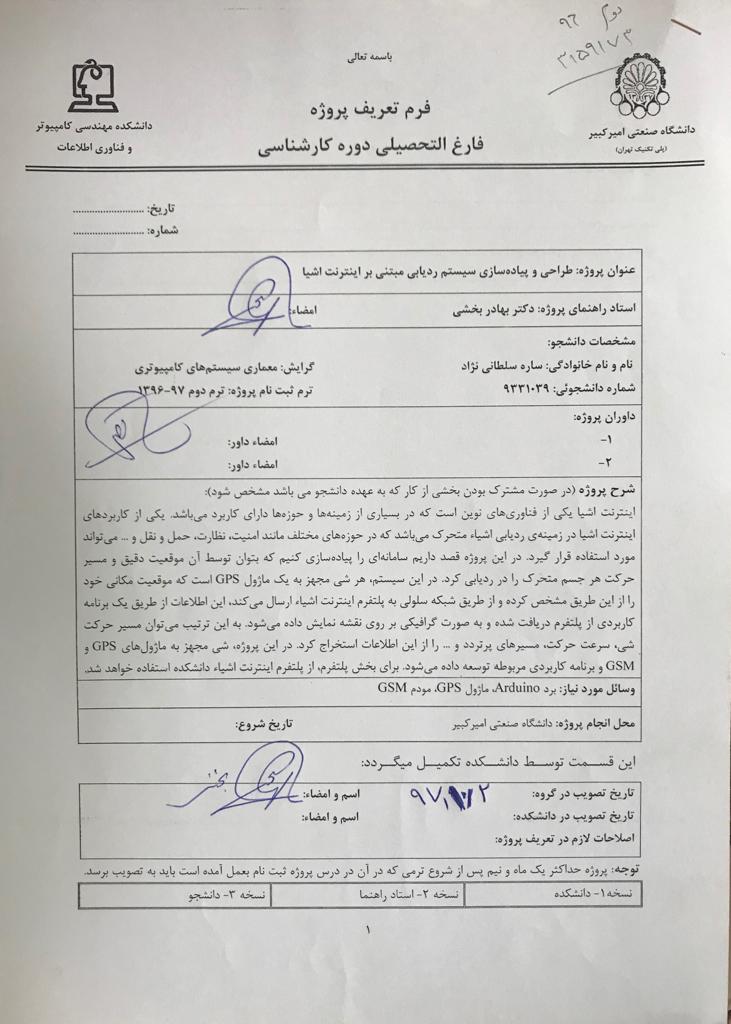 دوم ۹۶
۳۱۵۹۱۷۳
باسمه تعالی
فرم تعریف پروژه
فارغ التحصیلی دوره کارشناسی
دانشگاه صنعتی امیرکبیر
(پلی تکنیک تهران)
دانشکده مهندسی کامپیوتر
و فناوری اطلاعات
تاریخ: ..........................
شماره: ..........................
عنوان پروژه: طراحی و پیاده‌سازی سیستم ردیابی مبتنی بر اینترنت اشیا
استاد راهنمای پروژه: دکتر بهادر بخشی امضاء:
مشخصات دانشجو:
نام و نام خانوادگی: ساره سلطانی نژاد گرایش: معماری سیستم‌های کامپیوتری
شماره دانشجوئی: ۹۳۳۱۰۳۹ ترم ثبت نام پروژه: ترم دوم ۹۷-۱۳۹۶
داوران پروژه:
۱- امضاء داور:
۲- امضاء داور:
شرح پروژه (در صورت مشترک بودن بخشی از کار که به عهده دانشجو می باشد مشخص شود):
اینترنت اشیا یکی از فناوری‌های نوین است که در بسیاری از زمینه‌ها و حوزه‌ها دارای کاربرد می‌باشد. یکی از کاربردهای
اینترنت اشیا در زمینه‌ی ردیابی اشیاء متحرک می‌باشد که در حوزه‌های مختلف مانند امنیت، نظارت، حمل و نقل و ... می‌تواند
مورد استفاده قرار گیرد. در این پروژه قصد داریم سامانه‌ای را پیاده‌سازی کنیم که بتوان توسط آن موقعیت دقیق و مسیر
حرکت هر جسم متحرک را در ردیابی کرد. در این سیستم، هر شی مجهز به یک ماژول GPS است که موقعیت مکانی خود
را از این طریق مشخص کرده و از طریق شبکه سلولی به پلتفرم اینترنت اشیاء ارسال می‌کند، این اطلاعات از طریق یک برنامه
کاربردی از پلتفرم دریافت شده و به صورت گرافیکی بر روی نقشه نمایش داده می‌شود. به این ترتیب می‌توان مسیر حرکت
شی، سرعت حرکت، مسیرهای پرتردد و ... را از این اطلاعات استخراج کرد. در این پروژه، شی مجهز به ماژول‌های GPS و
GSM و برنامه کاربردی مربوطه توسعه داده می‌شود. برای بخش پلتفرم، از پلتفرم اینترنت اشیاء دانشکده استفاده خواهد شد.
وسائل مورد نیاز: برد Arduino، ماژول GPS، مودم GSM
محل انجام پروژه: دانشگاه صنعتی امیرکبیر تاریخ شروع:
این قسمت توسط دانشکده تکمیل میگردد:
تاریخ تصویب در گروه: اسم و امضاء:
تاریخ تصویب در دانشکده: اسم و امضاء:
اصلاحات لازم در تعریف پروژه:
توجه: پروژه حداکثر یک ماه و نیم پس از شروع ترمی که در آن در درس پروژه ثبت نام بعمل آمده است باید به تصویب برسد.
نسخه ۱- دانشکده نسخه ۲- استاد راهنما نسخه ۳- دانشجو
۱